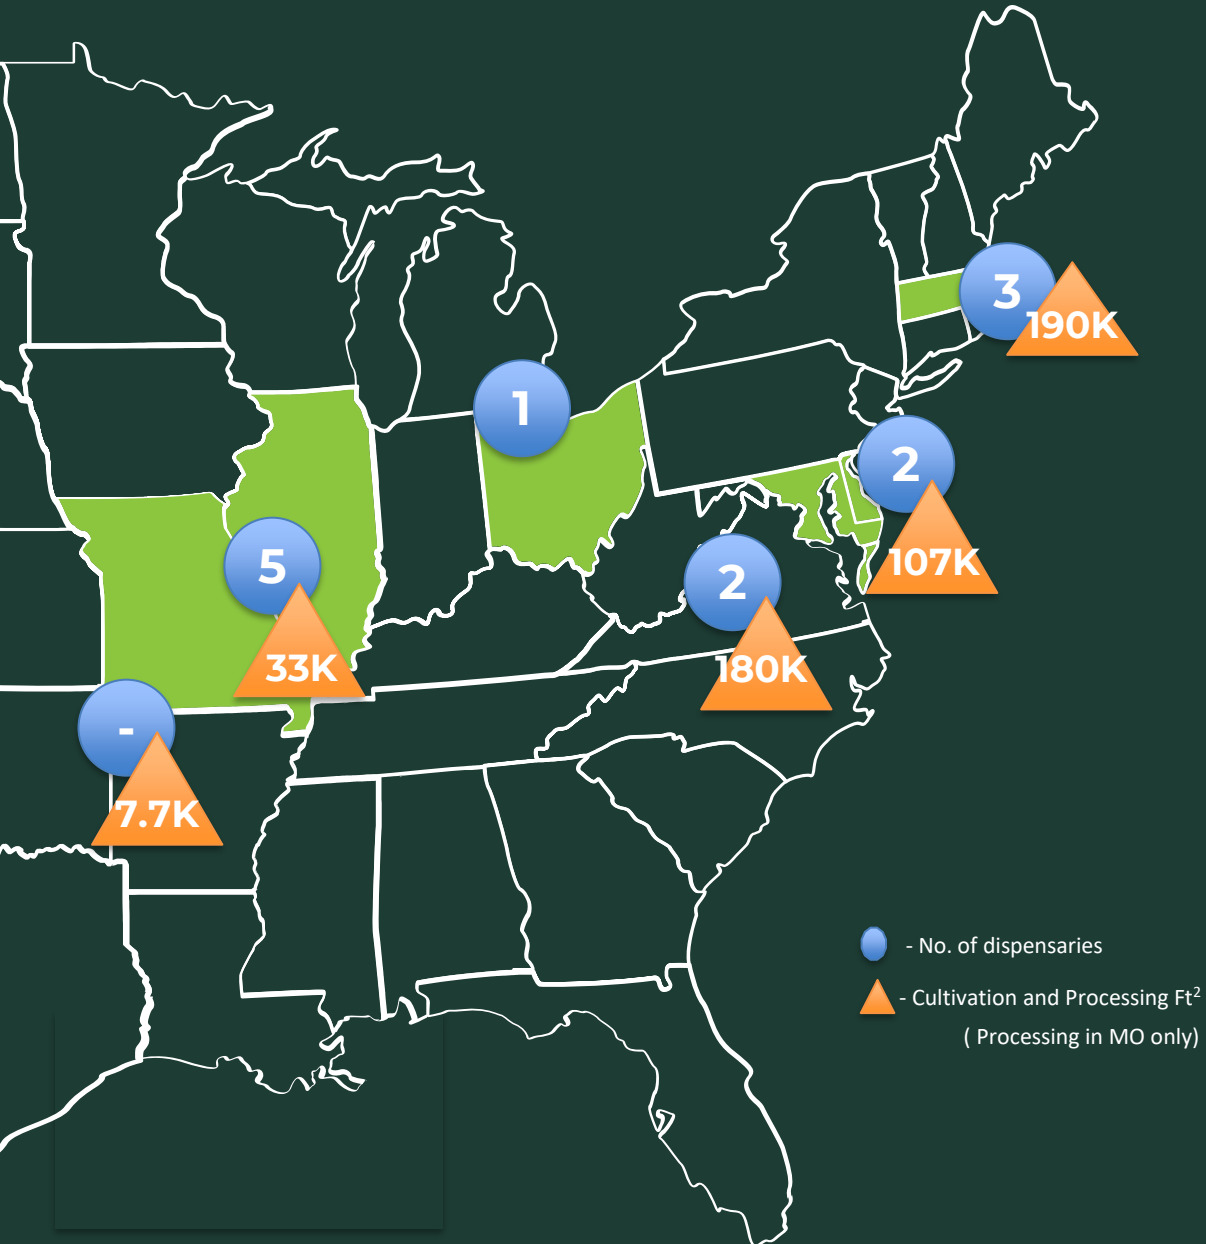 3
190K
1
2
107K
5
33K
2
180K
-
7.7K
- No. of dispensaries
- Cultivation and Processing Ft²
( Processing in MO only)